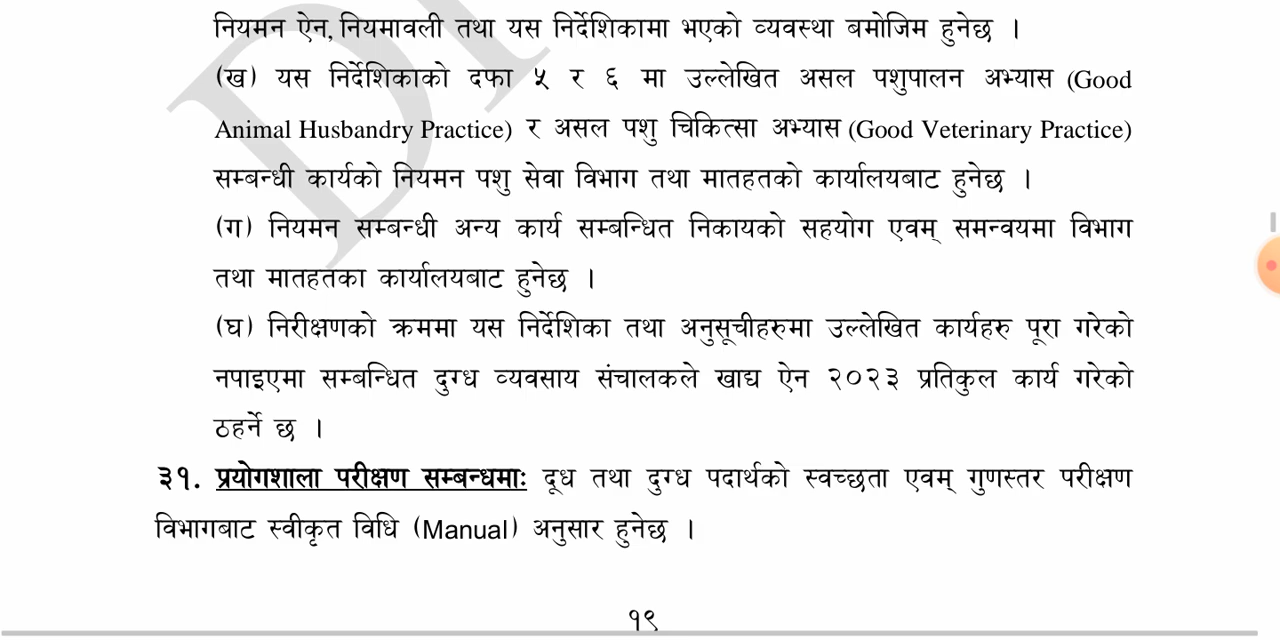 नियमन ऐन, नियमावली तथा यस निर्देशिकामा भएको व्यवस्था बमोजिम हुनेछ ।
(ख) यस निर्देशिकाको दफा ५ र ६ मा उल्लेखित असल पशुपालन अभ्यास (Good
Animal Husbandry Practice) र असल पशु चिकित्सा अभ्यास (Good Veterinary Practice)
सम्बन्धी कार्यको नियमन पशु सेवा विभाग तथा मातहतको कार्यालयबाट हुनेछ ।
(ग) नियमन सम्बन्धी अन्य कार्य सम्बन्धित निकायको सहयोग एवम् समन्वयमा विभाग
तथा मातहतका कार्यालयबाट हुनेछ ।
(घ) निरीक्षणको क्रममा यस निर्देशिका तथा अनुसूचीहरुमा उल्लेखित कार्यहरु पूरा गरेको
नपाइएमा सम्बन्धित दुग्ध व्यवसाय संचालकले खाद्य ऐन २०२३ प्रतिकुल कार्य गरेको
ठहर्ने छ ।
३१. प्रयोगशाला परीक्षण सम्बन्धमाः दूध तथा दुग्ध पदार्थको स्वच्छता एवम् गुणस्तर परीक्षण
विभागबाट स्वीकृत विधि (Manual) अनुसार हुनेछ ।
१९